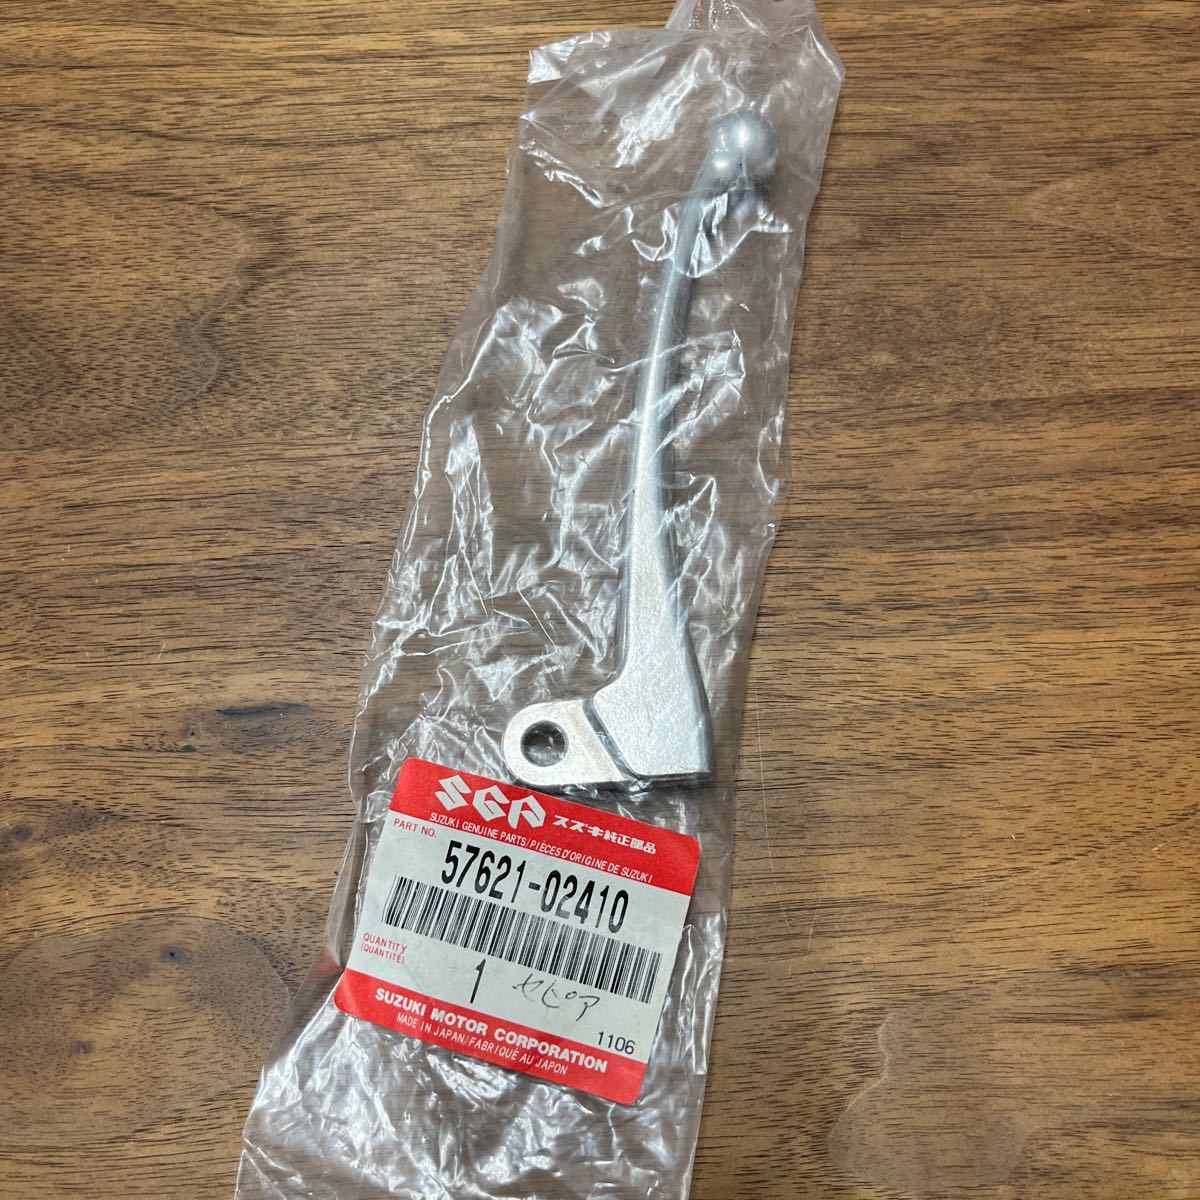 SGP スズキ純正部品
SUZUKI GENUINE PARTS/PIÈCES D'ORIGINE DE SUZUKI
PART NO.
57621-02410
QUANTITY
(QUANTITÉ)
1 セピア
1106
SUZUKI MOTOR CORPORATION
MADE IN JAPAN/FABRIQUÉ AU JAPON